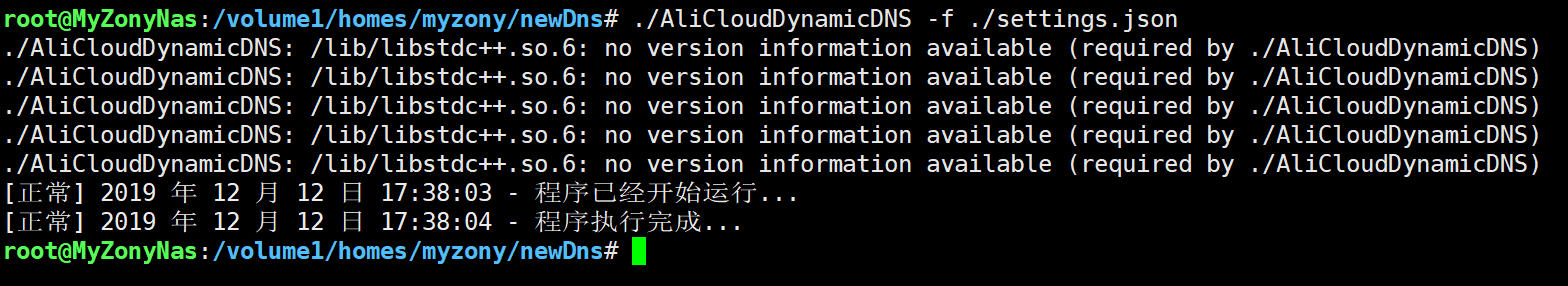 root@MyZonyNas:/volume1/homes/myzony/newDns# ./AliCloudDynamicDNS -f ./settings.json
./AliCloudDynamicDNS: /lib/libstdc++.so.6: no version information available (required by ./AliCloudDynamicDNS)
./AliCloudDynamicDNS: /lib/libstdc++.so.6: no version information available (required by ./AliCloudDynamicDNS)
./AliCloudDynamicDNS: /lib/libstdc++.so.6: no version information available (required by ./AliCloudDynamicDNS)
./AliCloudDynamicDNS: /lib/libstdc++.so.6: no version information available (required by ./AliCloudDynamicDNS)
./AliCloudDynamicDNS: /lib/libstdc++.so.6: no version information available (required by ./AliCloudDynamicDNS)
[正常] 2019 年 12 月 12 日 17:38:03 - 程序已经开始运行...
[正常] 2019 年 12 月 12 日 17:38:04 - 程序执行完成...
root@MyZonyNas:/volume1/homes/myzony/newDns#